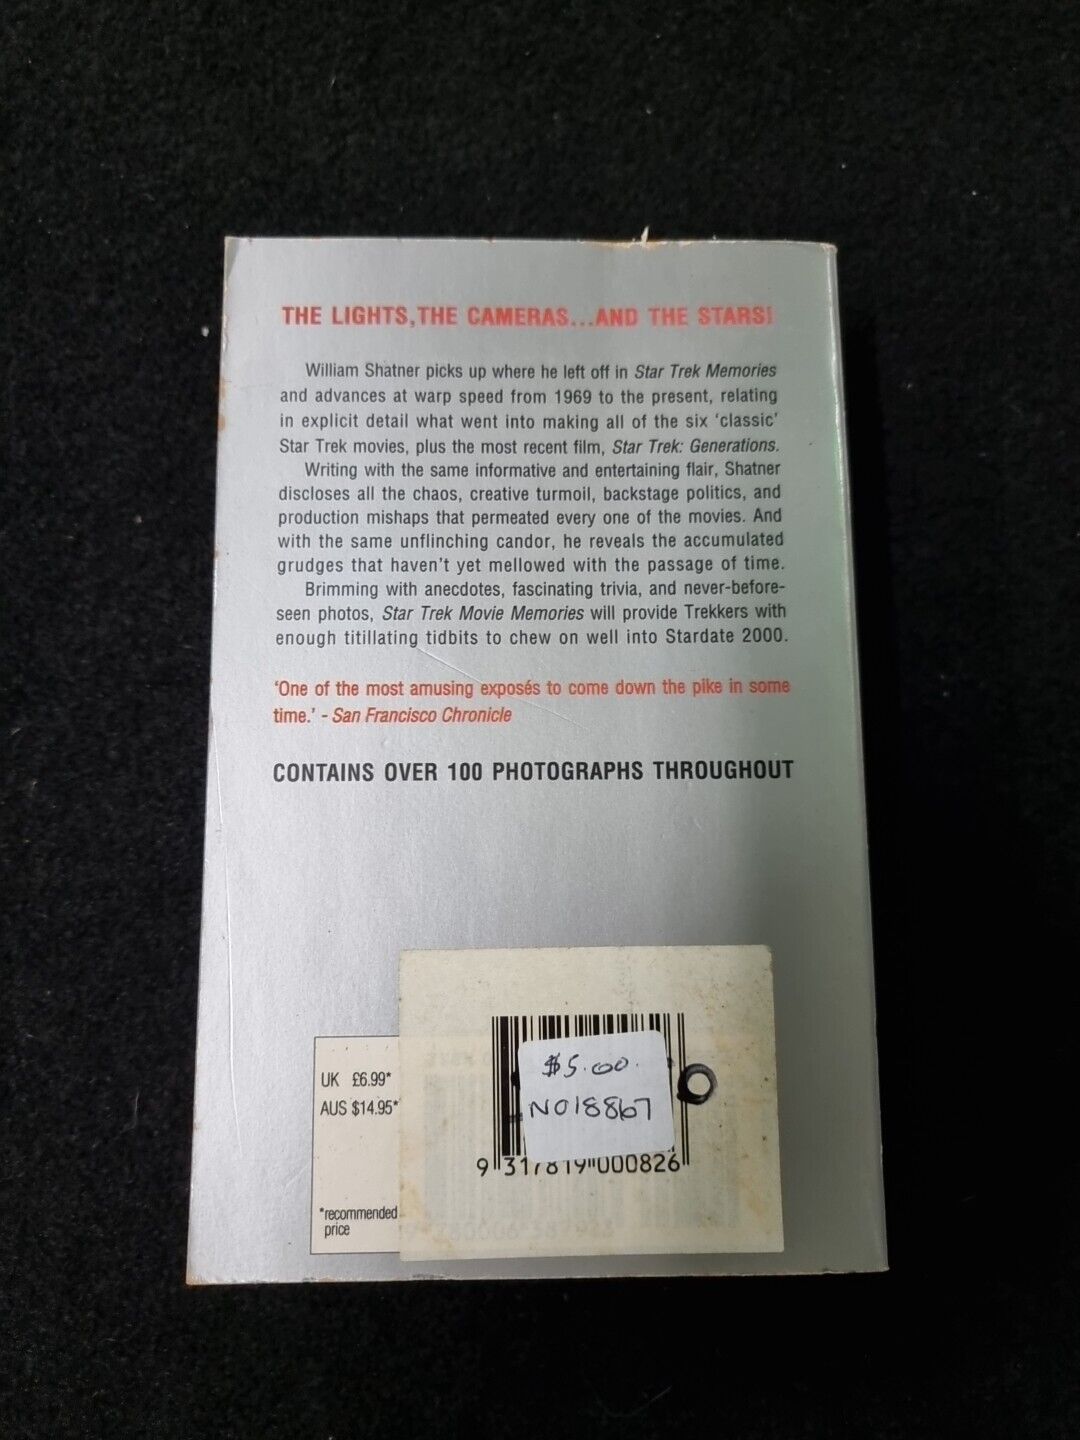 THE LIGHTS, THE CAMERAS...AND THE STARS!
William Shatner picks up where he left off in Star Trek Memories
and advances at warp speed from 1969 to the present, relating
in explicit detail what went into making all of the six 'classic'
Star Trek movies, plus the most recent film, Star Trek: Generations.
Writing with the same informative and entertaining flair, Shatner
discloses all the chaos, creative turmoil, backstage politics, and
production mishaps that permeated every one of the movies. And
with the same unflinching candor, he reveals the accumulated
grudges that haven't yet mellowed with the passage of time.
Brimming with anecdotes, fascinating trivia, and never-before-
seen photos, Star Trek Movie Memories will provide Trekkers with
enough titillating tidbits to chew on well into Stardate 2000.
'One of the most amusing exposés to come down the pike in some
time.' - San Francisco Chronicle
CONTAINS OVER 100 PHOTOGRAPHS THROUGHOUT
UK £6.99*
AUS $14.95*
*recommended
price
$5.00.
NO18867
9 317819 000826